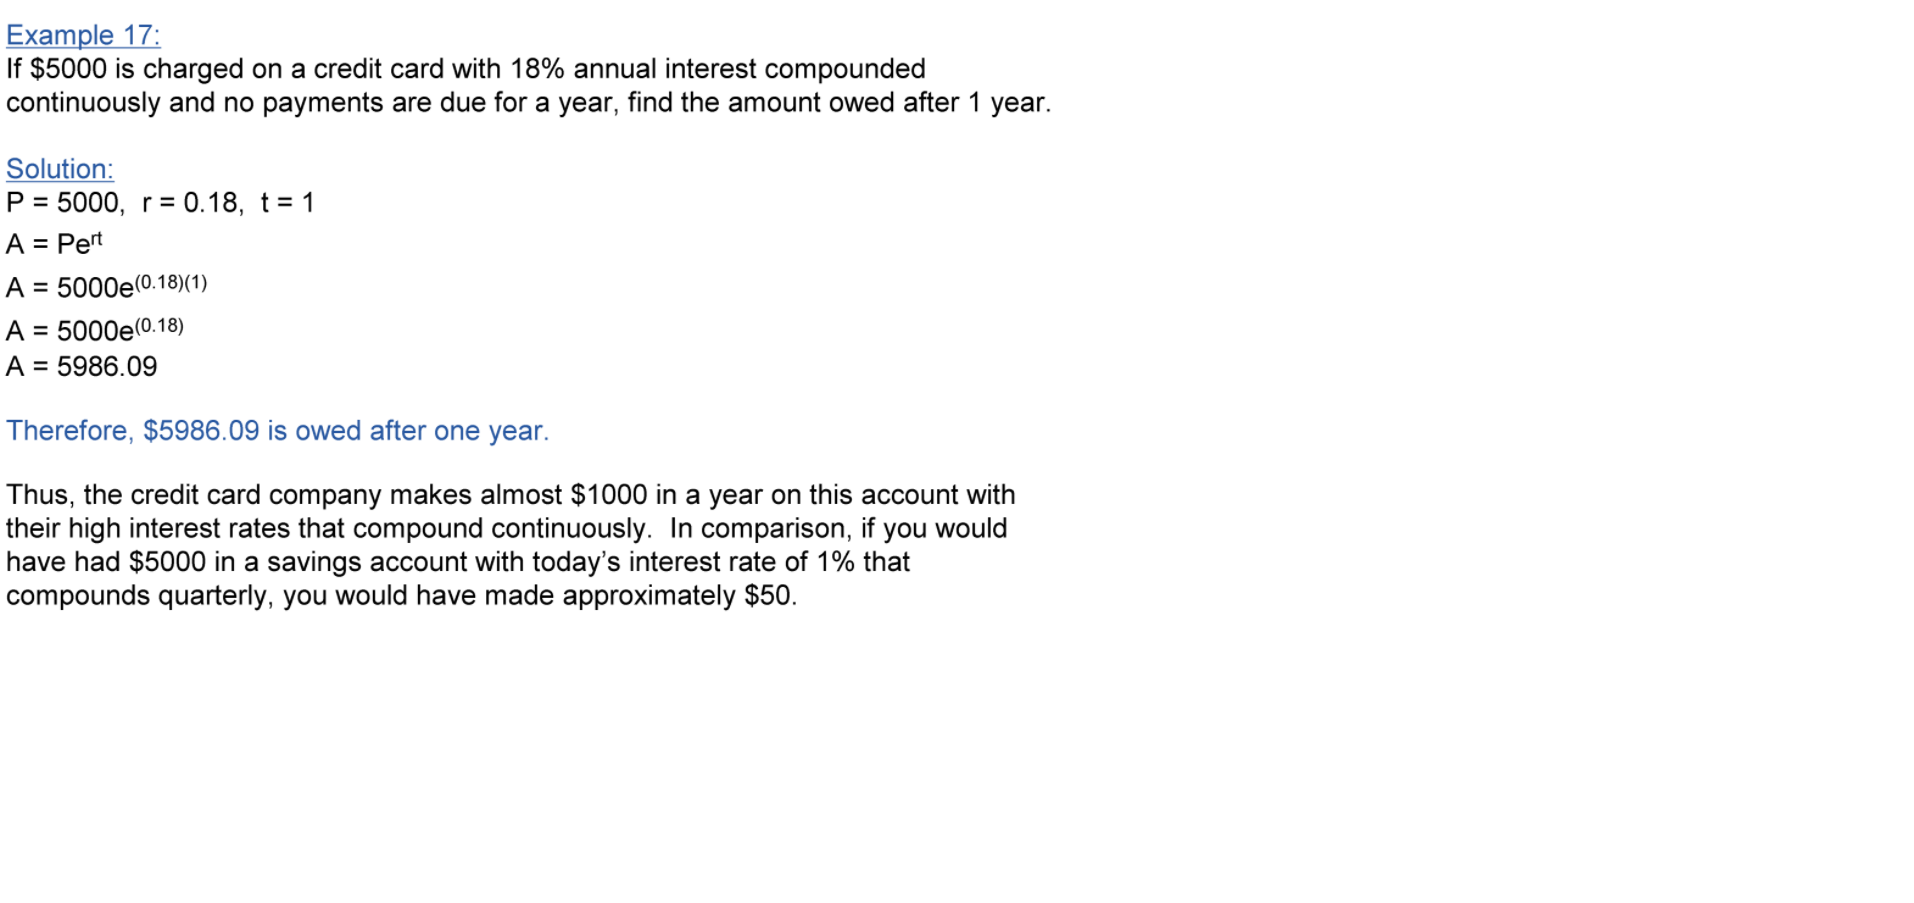 Example 17:
If $5000 is charged on a credit card with 18% annual interest compounded
continuously and no payments are due for a year, find the amount owed after 1 year.
Solution:
P = 5000,  r = 0.18,  t = 1
A = Pe^rt
A = 5000e^(0.18)(1)
A = 5000e^(0.18)
A = 5986.09
Therefore, $5986.09 is owed after one year.
Thus, the credit card company makes almost $1000 in a year on this account with
their high interest rates that compound continuously.  In comparison, if you would
have had $5000 in a savings account with today’s interest rate of 1% that
compounds quarterly, you would have made approximately $50.